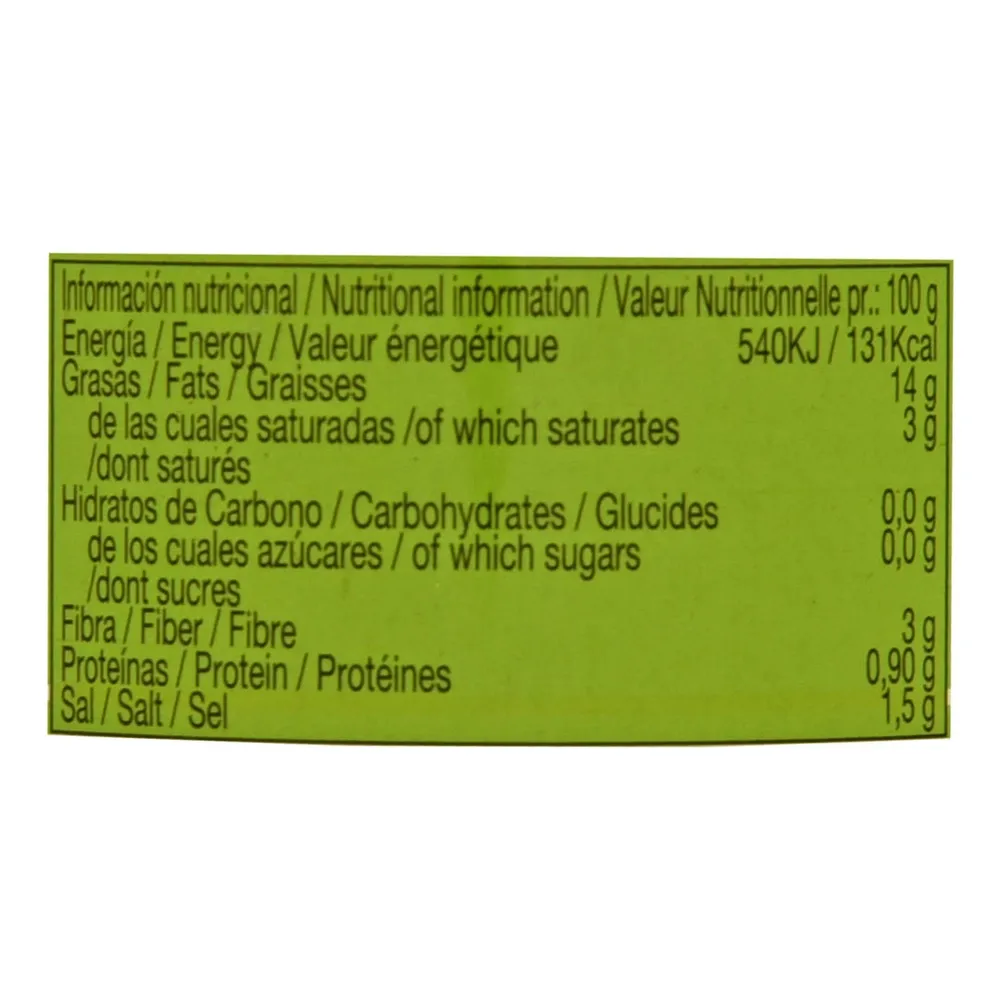 Información nutricional / Nutritional information / Valeur Nutritionnelle pr.: 100 g
Energía / Energy / Valeur énergétique 540KJ / 131Kcal
Grasas / Fats / Graisses 14 g
de las cuales saturadas /of which saturates 3 g
/dont saturés
Hidratos de Carbono / Carbohydrates / Glucides 0,0 g
de los cuales azúcares / of which sugars 0,0 g
/dont sucres
Fibra / Fiber / Fibre 3 g
Proteínas / Protein / Protéines 0,90 g
Sal / Salt / Sel 1,5 g